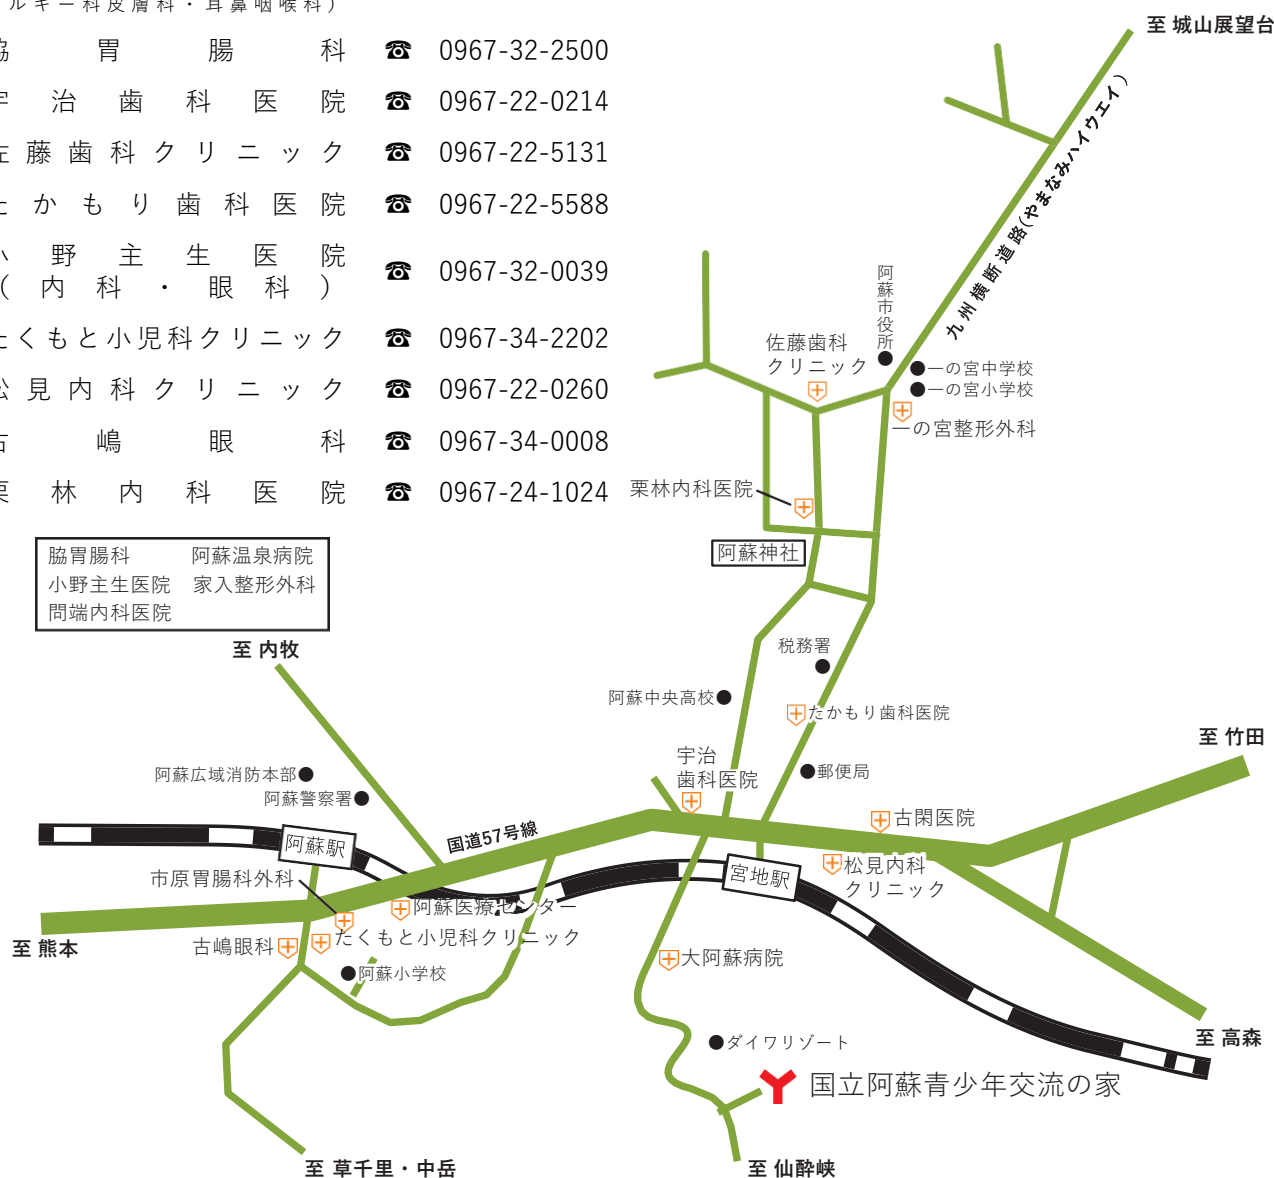 ルギー科皮膚科・耳鼻咽喉科）
脇胃腸科 ☎ 0967-32-2500
宇治歯科医院 ☎ 0967-22-0214
佐藤歯科クリニック ☎ 0967-22-5131
たかもり歯科医院 ☎ 0967-22-5588
小野主生医院
（内科・眼科） ☎ 0967-32-0039
たくもと小児科クリニック ☎ 0967-34-2202
松見内科クリニック ☎ 0967-22-0260
古嶋眼科 ☎ 0967-34-0008
栗林内科医院 ☎ 0967-24-1024
至 城山展望台
九州横断道路(やまなみハイウエイ)
阿蘇市役所
佐藤歯科
クリニック
一の宮中学校
一の宮小学校
一の宮整形外科
栗林内科医院
阿蘇神社
脇胃腸科 阿蘇温泉病院
小野主生医院 家入整形外科
問端内科医院
至 内牧
税務署
阿蘇中央高校
たかもり歯科医院
至 竹田
宇治
歯科医院
郵便局
阿蘇広域消防本部
阿蘇警察署
古閑医院
国道57号線
阿蘇駅
宮地駅
松見内科
クリニック
市原胃腸科外科
阿蘇医療センター
たくもと小児科クリニック
至 熊本
古嶋眼科
大阿蘇病院
阿蘇小学校
至 高森
ダイワリゾート
国立阿蘇青少年交流の家
至 草千里・中岳
至 仙酔峡